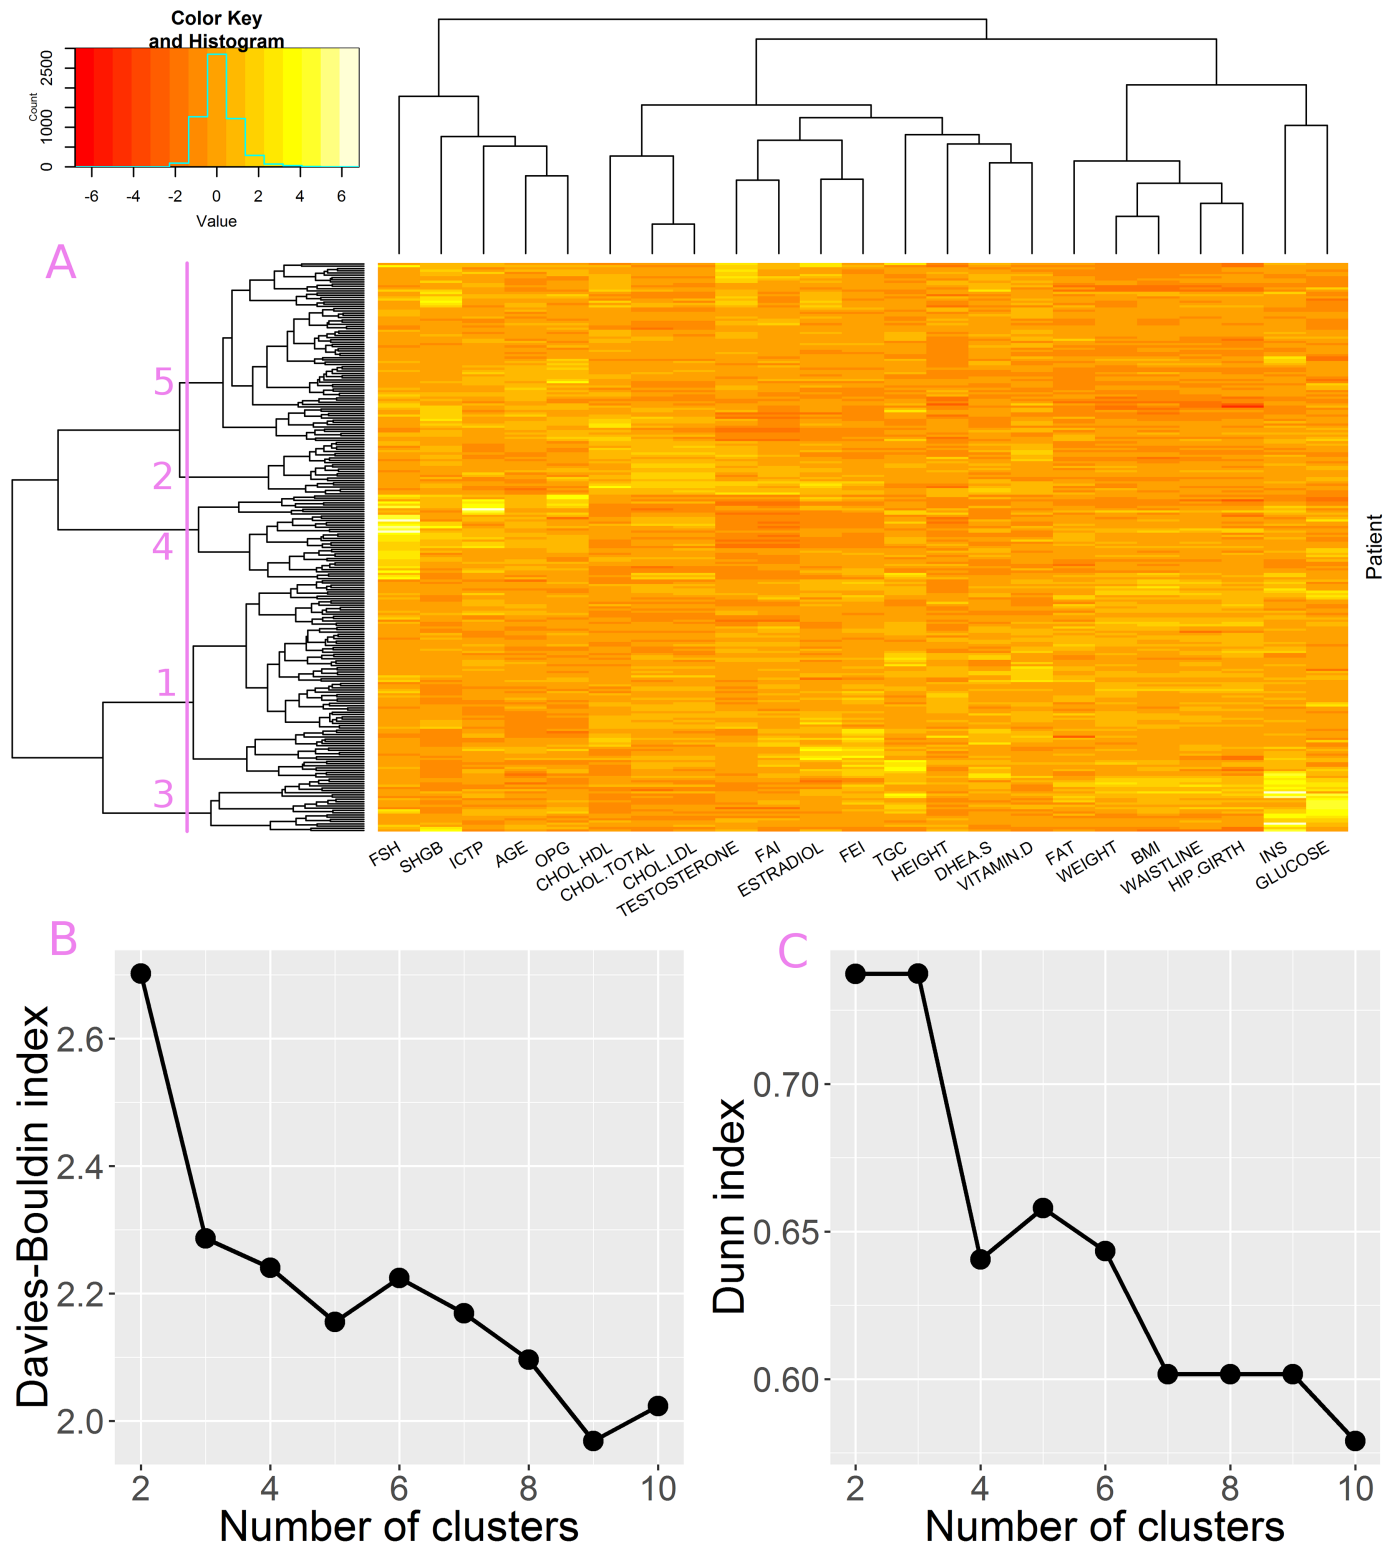 Color Key
and Histogram
Count
0 1000 2500
-6 -4 -2 0 2 4 6
Value
A
5
2
4
1
3
Patient
FSH SHGB ICTP AGE OPG CHOL.HDL CHOL.TOTAL CHOL.LDL TESTOSTERONE FAI ESTRADIOL FEI TGC HEIGHT DHEA.S VITAMIN.D FAT WEIGHT BMI WAISTLINE HIP.GIRTH INS GLUCOSE
B
Davies-Bouldin index
2.6
2.4
2.2
2.0
2 4 6 8 10
Number of clusters
C
Dunn index
0.70
0.65
0.60
2 4 6 8 10
Number of clusters